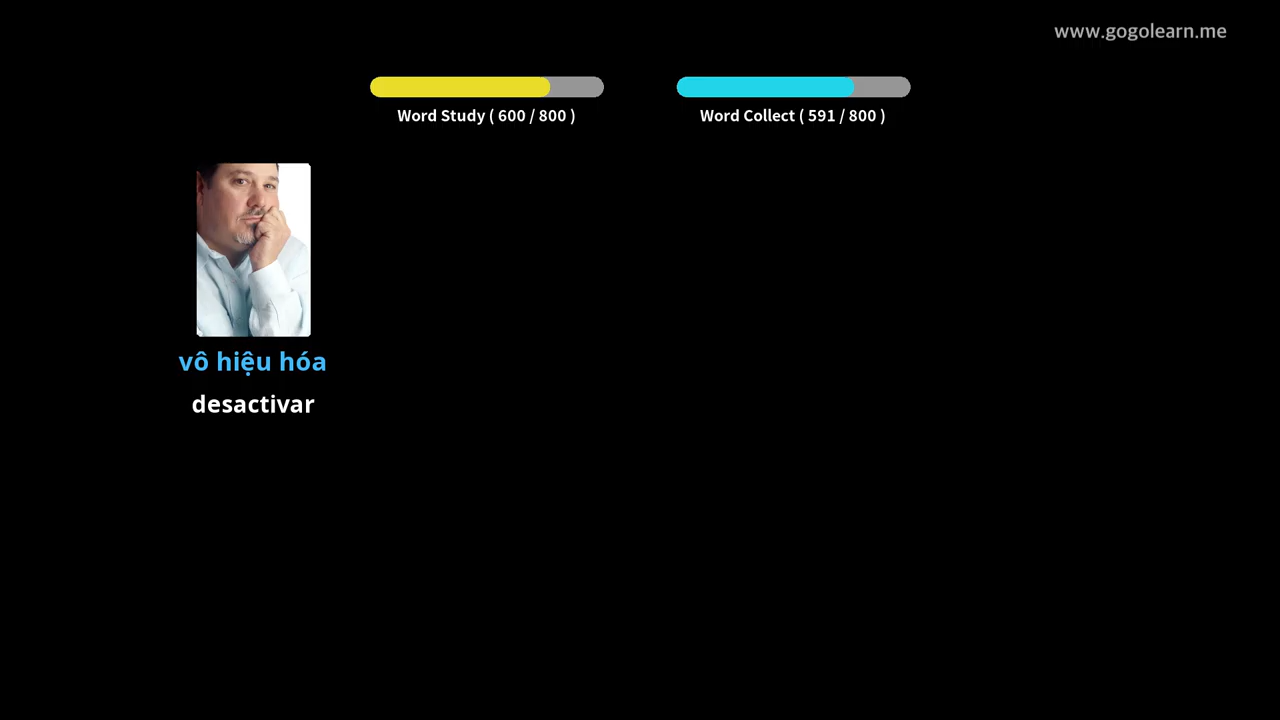 www.gogolearn.me
Word Study ( 600 / 800 )
Word Collect ( 591 / 800 )
vô hiệu hóa
desactivar